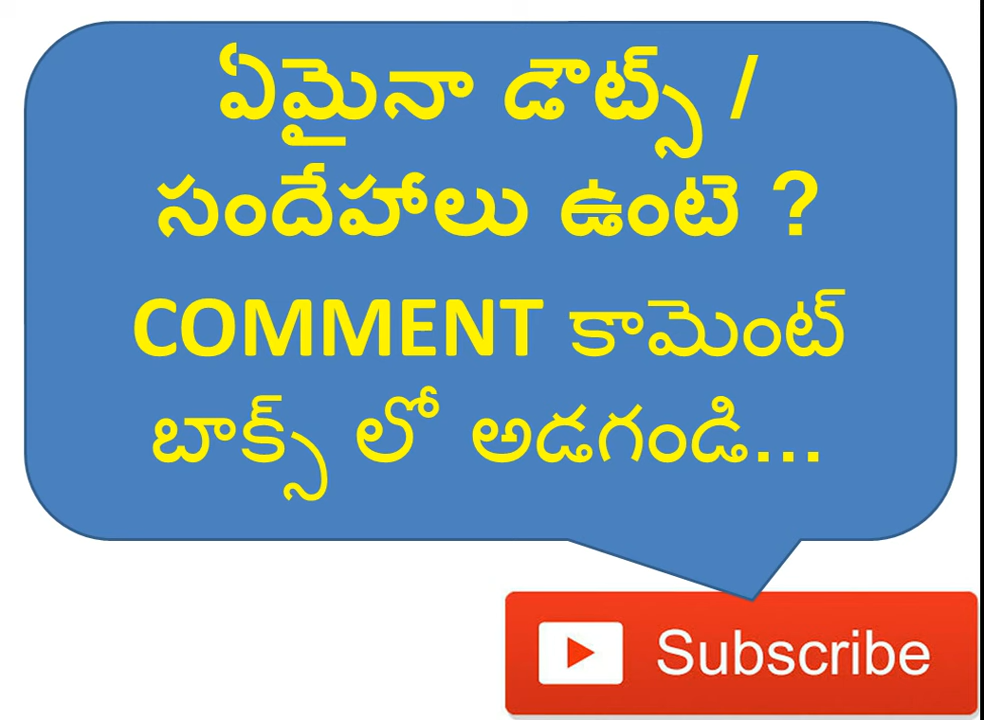 ఏమైనా డౌట్స్ /
సందేహాలు ఉంటె ?
COMMENT కామెంట్
బాక్స్ లో అడగండి...
Subscribe